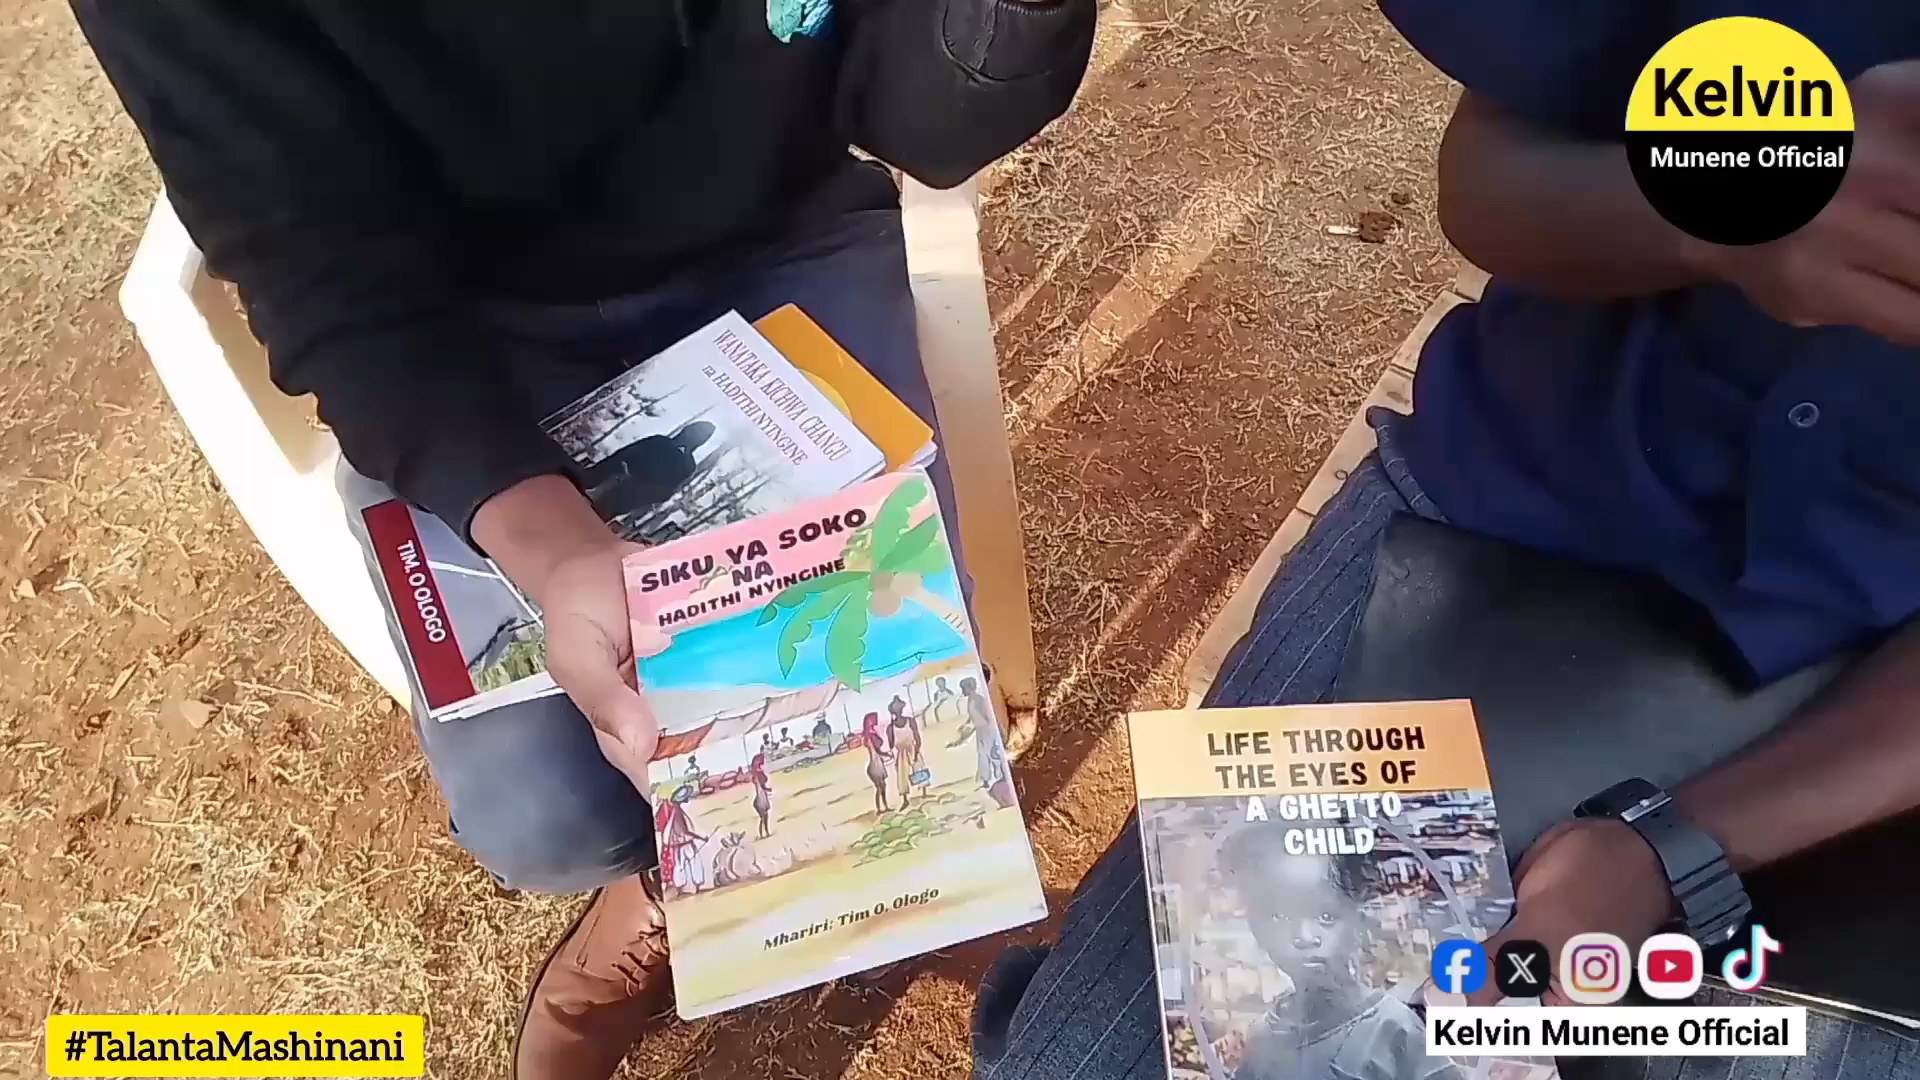 Kelvin
Munene Official
WANATAKA KICHWA CHANGU
na HADITHI NYINGINE
TIM. O OLOGO
SIKU YA SOKO
NA
HADITHI NYINGINE
Mhariri: Tim O. Ologo
LIFE THROUGH
THE EYES OF
A GHETTO
CHILD
#TalantaMashinani
Kelvin Munene Official